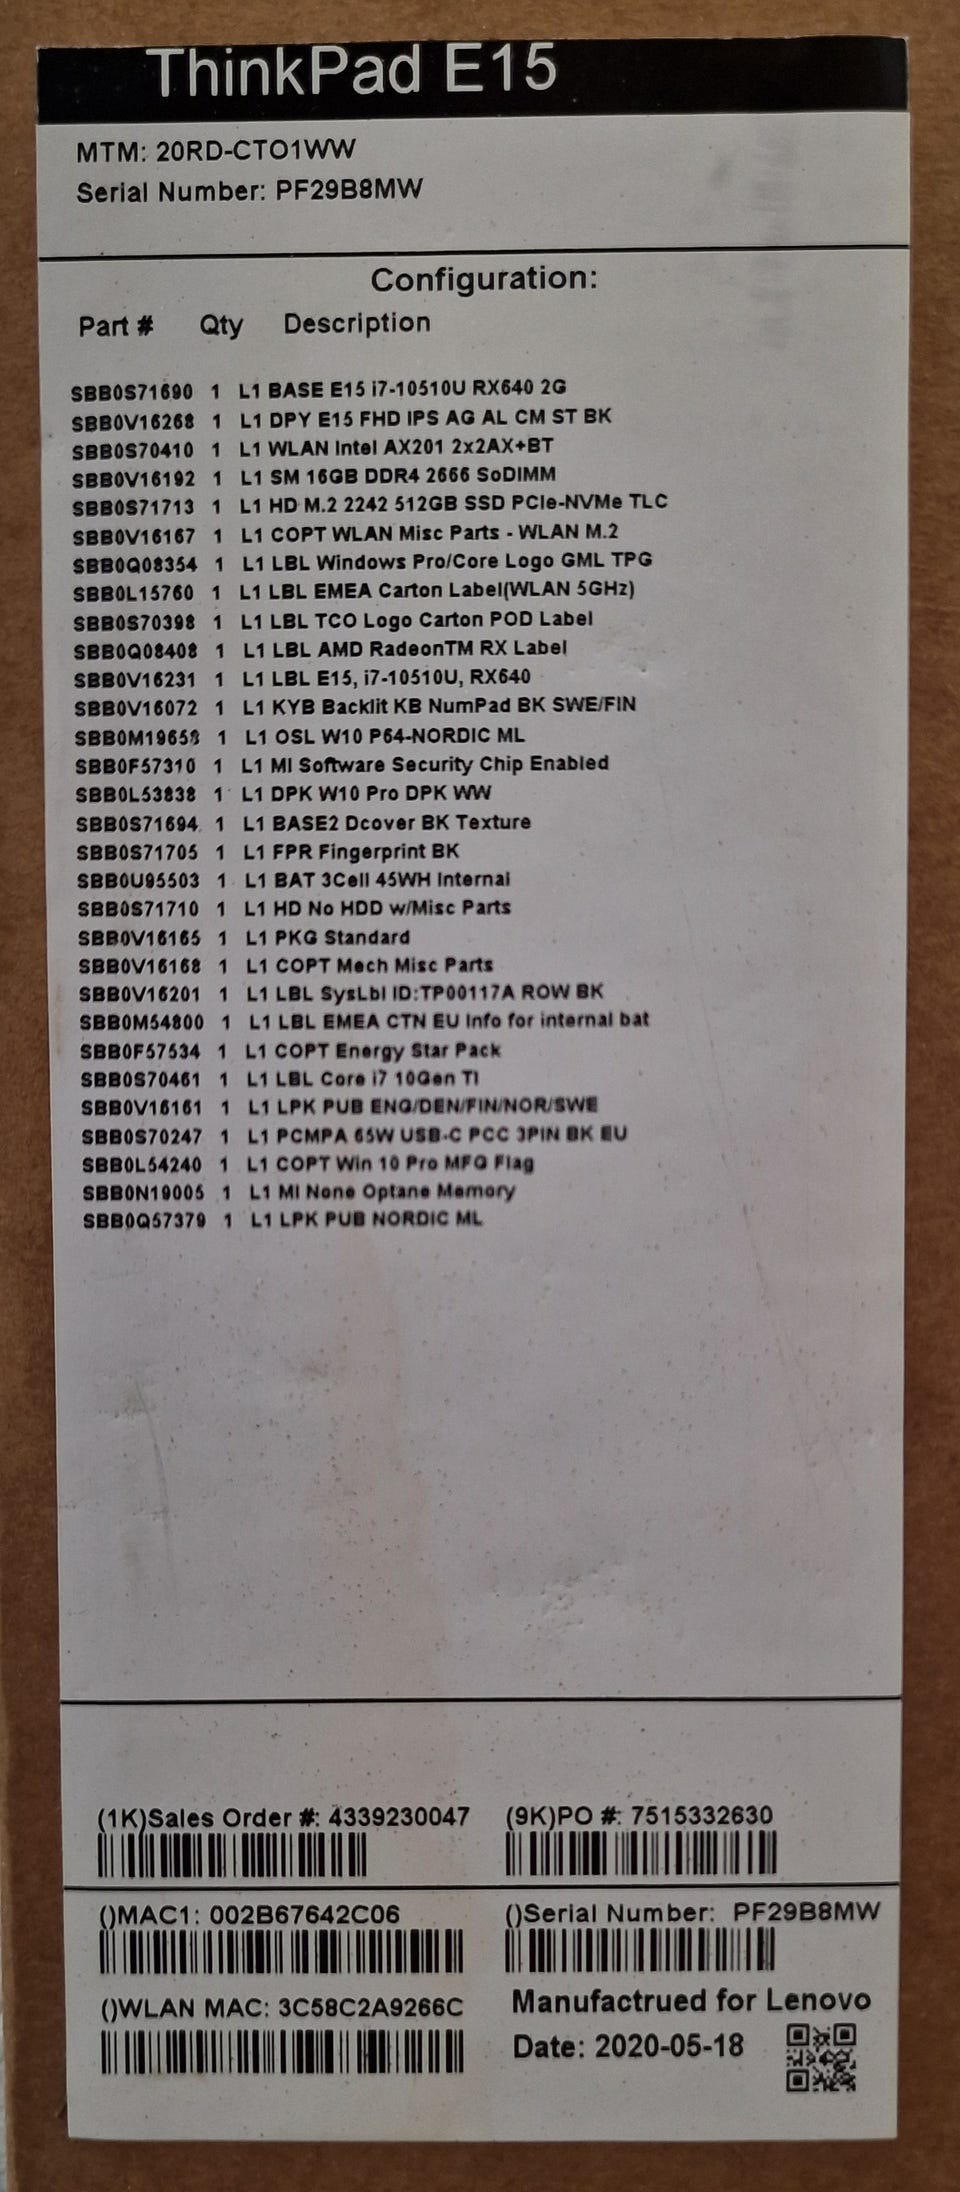 ThinkPad E15
MTM: 20RD-CTO1WW
Serial Number: PF29B8MW
Configuration:
Part # Qty Description
SBB0S71690 1 L1 BASE E15 i7-10510U RX640 2G
SBB0V16268 1 L1 DPY E15 FHD IPS AG AL CM ST BK
SBB0S70410 1 L1 WLAN Intel AX201 2x2AX+BT
SBB0V16192 1 L1 SM 16GB DDR4 2666 SoDIMM
SBB0S71713 1 L1 HD M.2 2242 512GB SSD PCIe-NVMe TLC
SBB0V16167 1 L1 COPT WLAN Misc Parts - WLAN M.2
SBB0Q08354 1 L1 LBL Windows Pro/Core Logo GML TPG
SBB0L15760 1 L1 LBL EMEA Carton Label(WLAN 5GHz)
SBB0S70398 1 L1 LBL TCO Logo Carton POD Label
SBB0Q08408 1 L1 LBL AMD RadeonTM RX Label
SBB0V16231 1 L1 LBL E15, i7-10510U, RX640
SBB0V16072 1 L1 KYB Backlit KB NumPad BK SWE/FIN
SBB0M19658 1 L1 OSL W10 P64-NORDIC ML
SBB0F57310 1 L1 MI Software Security Chip Enabled
SBB0L53838 1 L1 DPK W10 Pro DPK WW
SBB0S71694 1 L1 BASE2 Dcover BK Texture
SBB0S71705 1 L1 FPR Fingerprint BK
SBB0U95503 1 L1 BAT 3Cell 45WH Internal
SBB0S71710 1 L1 HD No HDD w/Misc Parts
SBB0V16165 1 L1 PKG Standard
SBB0V16168 1 L1 COPT Mech Misc Parts
SBB0V16201 1 L1 LBL SysLbl ID:TP00117A ROW BK
SBB0M54800 1 L1 LBL EMEA CTN EU Info for internal bat
SBB0F57534 1 L1 COPT Energy Star Pack
SBB0S70461 1 L1 LBL Core i7 10Gen TI
SBB0V16161 1 L1 LPK PUB ENG/DEN/FIN/NOR/SWE
SBB0S70247 1 L1 PCMPA 65W USB-C PCC 3PIN BK EU
SBB0L54240 1 L1 COPT Win 10 Pro MFG Flag
SBB0N19005 1 L1 MI None Optane Memory
SBB0Q57379 1 L1 LPK PUB NORDIC ML
(1K)Sales Order #: 4339230047
(9K)PO #: 7515332630
()MAC1: 002B67642C06
()Serial Number: PF29B8MW
()WLAN MAC: 3C58C2A9266C
Manufactrued for Lenovo
Date: 2020-05-18